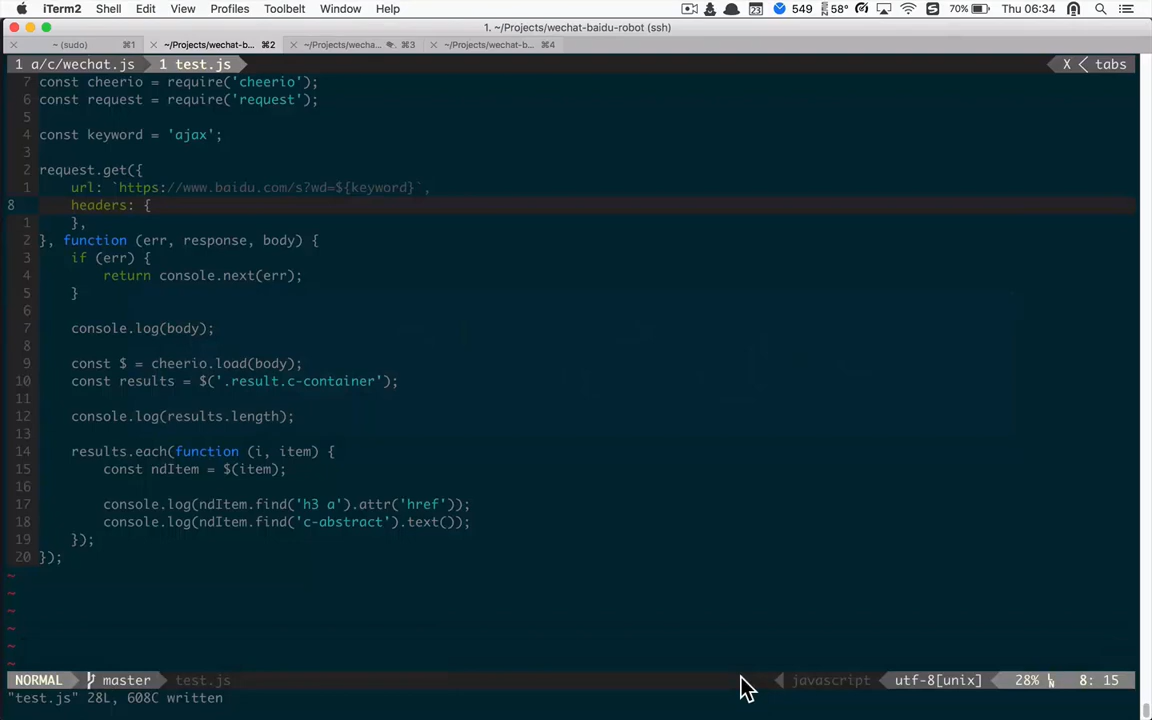 iTerm2 Shell Edit View Profiles Toolbelt Window Help 23 549 58° 70% Thu 06:34
1. ~/Projects/wechat-baidu-robot (ssh)
× ~ (sudo) ⌘1 × ~/Projects/wechat-b... ⌘2 × ~/Projects/wecha... ⌘3 × ~/Projects/wechat-b... ⌘4
1 a/c/wechat.js 1 test.js X < tabs
7 const cheerio = require('cheerio');
6 const request = require('request');
5
4 const keyword = 'ajax';
3
2 request.get({
1 url: `https://www.baidu.com/s?wd=${keyword}`,
8 headers: {
1 },
2 }, function (err, response, body) {
3 if (err) {
4 return console.next(err);
5 }
6
7 console.log(body);
8
9 const $ = cheerio.load(body);
10 const results = $('.result.c-container');
11
12 console.log(results.length);
13
14 results.each(function (i, item) {
15 const ndItem = $(item);
16
17 console.log(ndItem.find('h3 a').attr('href'));
18 console.log(ndItem.find('c-abstract').text());
19 });
20 });
~
~
~
~
~
~
NORMAL master test.js javascript utf-8[unix] 28% LN 8: 15
"test.js" 28L, 608C written